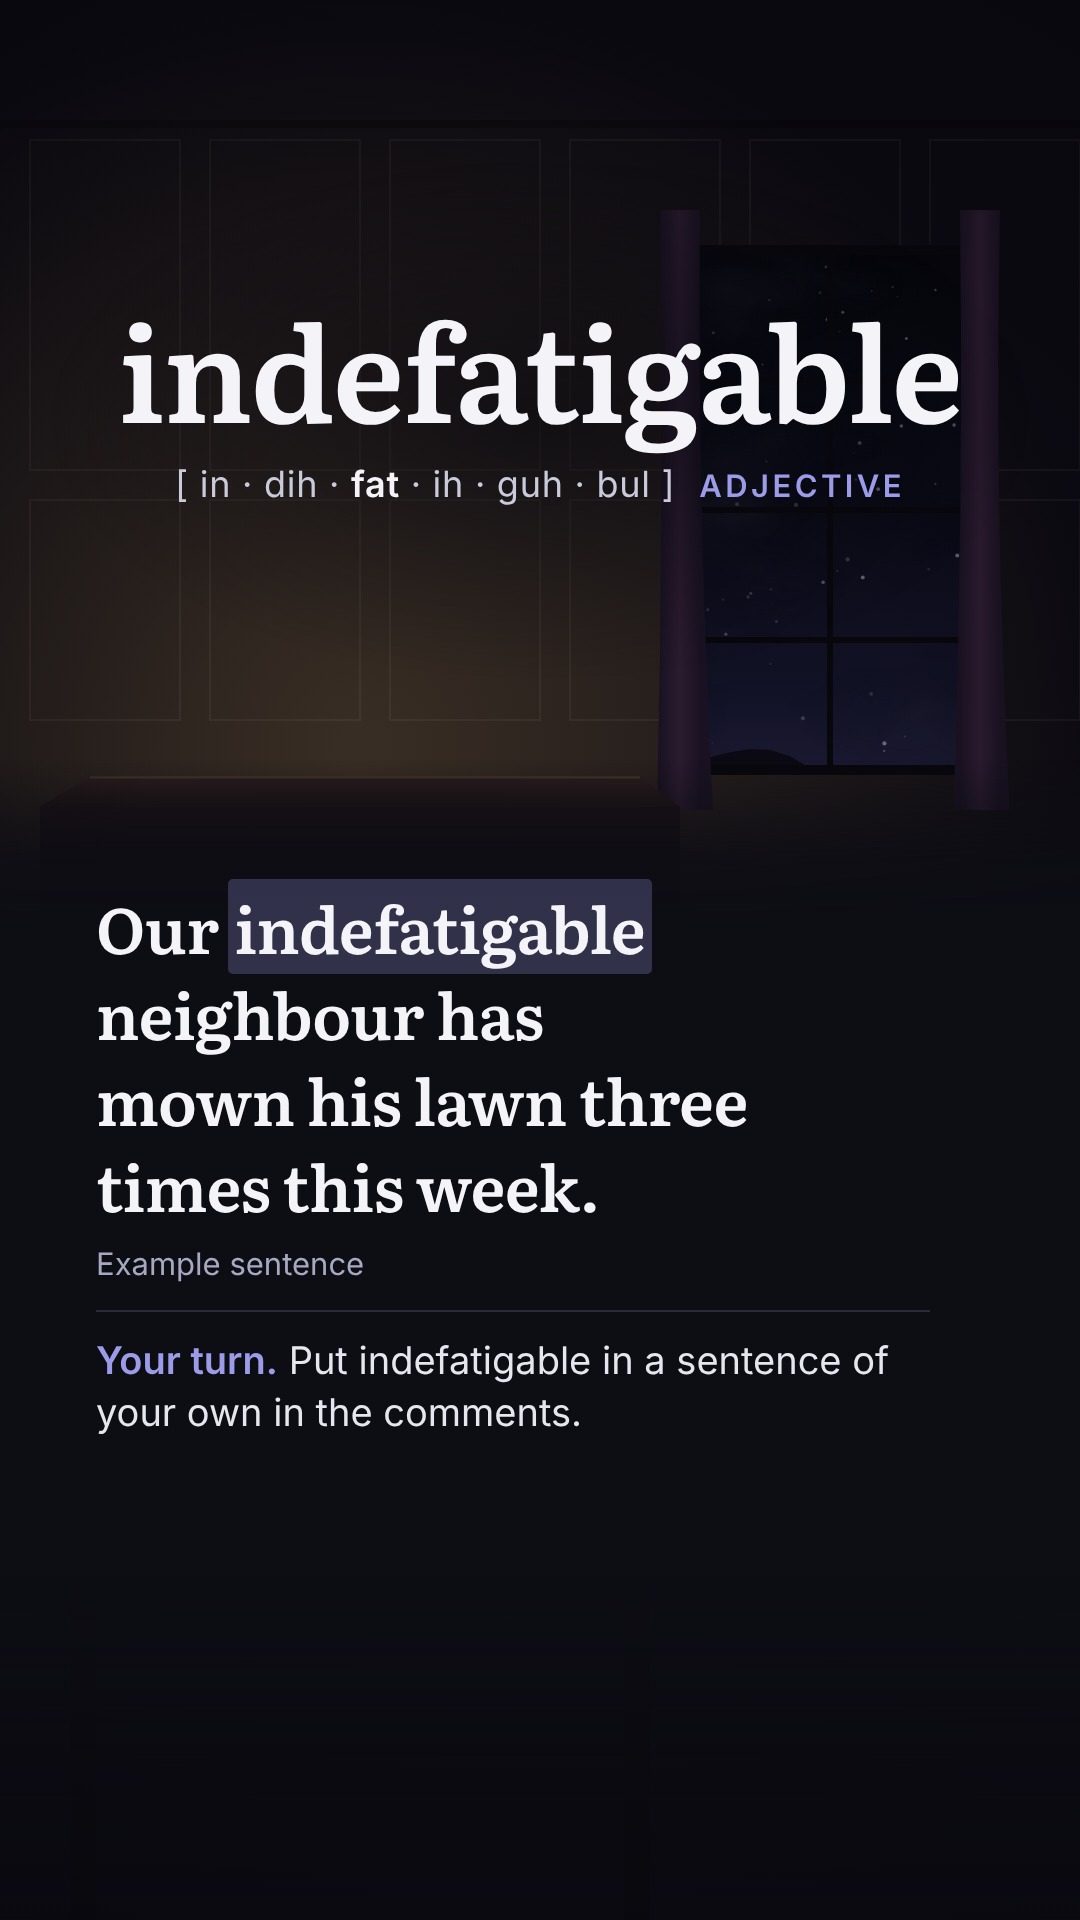 indefatigable
[ in · dih · fat · ih · guh · bul ] ADJECTIVE
Our indefatigable
neighbour has
mown his lawn three
times this week.
Example sentence
Your turn. Put indefatigable in a sentence of
your own in the comments.